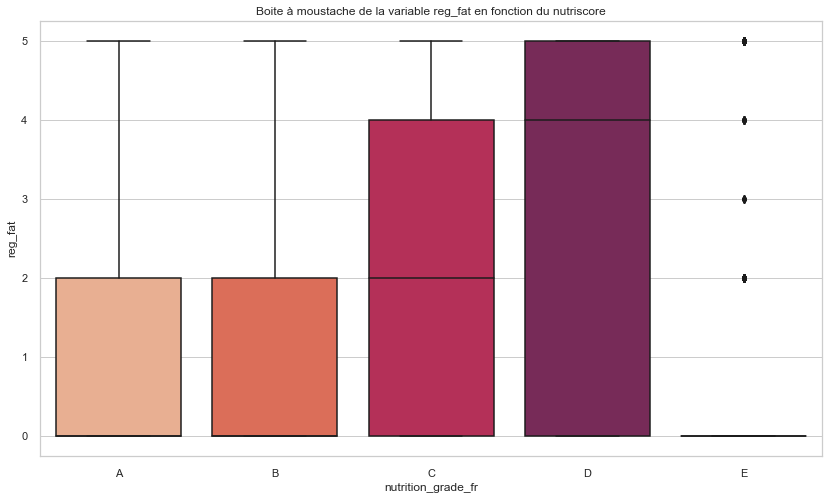 Boite à moustache de la variable reg_fat en fonction du nutriscore
reg_fat
5
4
3
2
1
0
A B C D E
nutrition_grade_fr